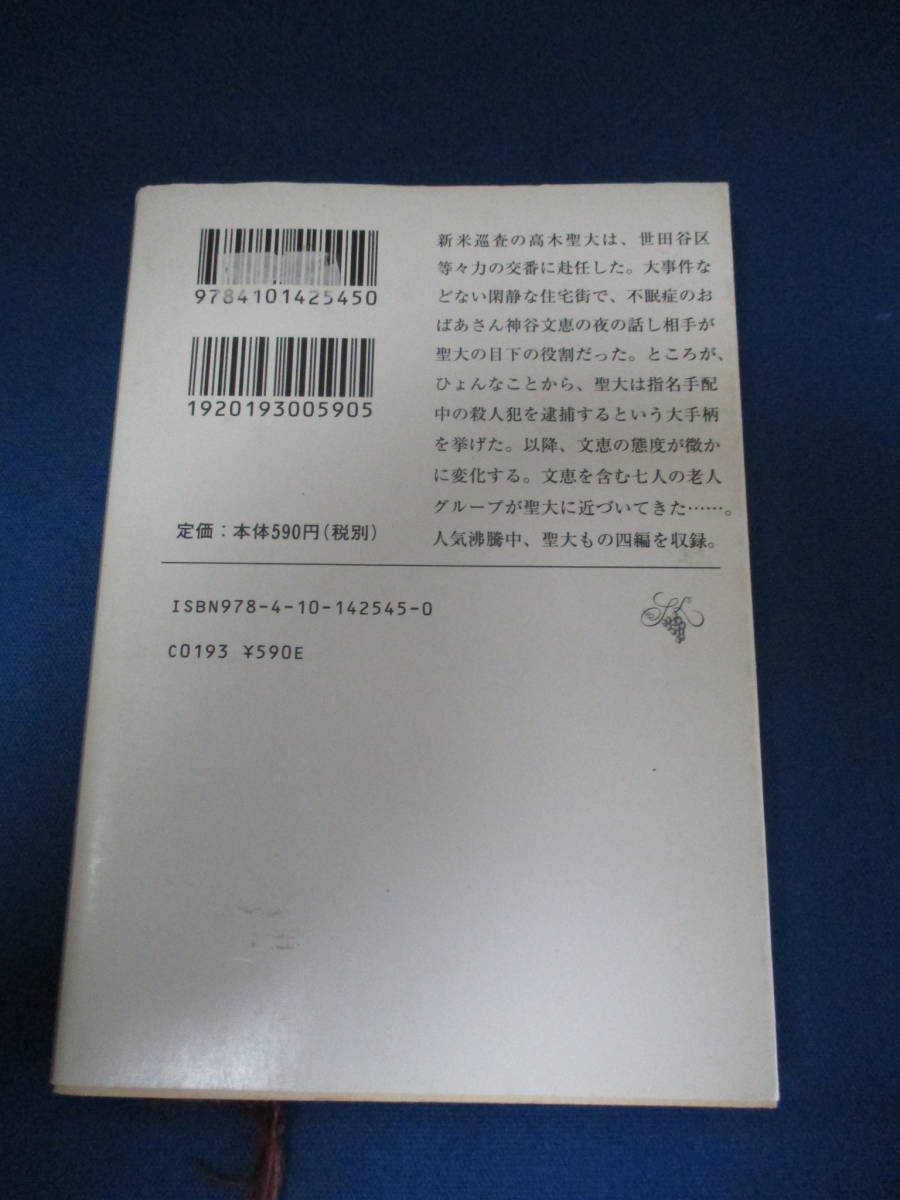 9784101425450
1920193005905
定価：本体590円（税別）
新米巡査の高木聖大は、世田谷区
等々力の交番に赴任した。大事件な
どない閑静な住宅街で、不眠症のお
ばあさん神谷文恵の夜の話し相手が
聖大の目下の役割だった。ところが、
ひょんなことから、聖大は指名手配
中の殺人犯を逮捕するという大手柄
を挙げた。以降、文恵の態度が微か
に変化する。文恵を含む七人の老人
グループが聖大に近づいてきた……。
人気沸騰中、聖大もの四編を収録。
ISBN978-4-10-142545-0
C0193 ¥590E